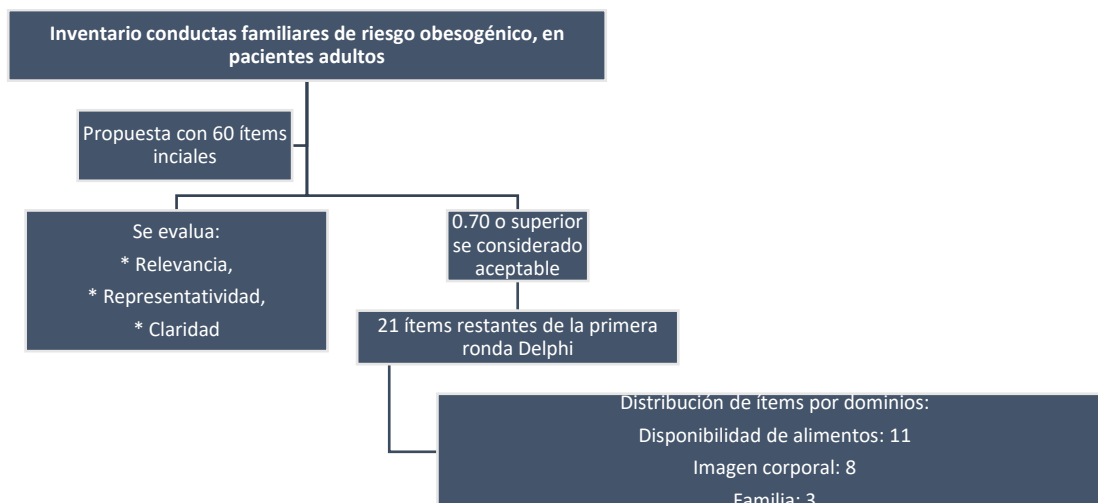 Inventario conductas familiares de riesgo obesogénico, en
pacientes adultos
Propuesta con 60 ítems
inciales
Se evalua:
* Relevancia,
* Representatividad,
* Claridad
0.70 o superior
se considerado
aceptable
21 ítems restantes de la primera
ronda Delphi
Distribución de ítems por dominios:
Disponibilidad de alimentos: 11
Imagen corporal: 8
Familia: 3